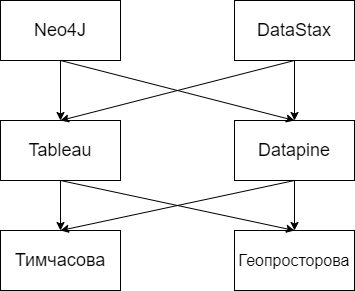 Neo4J
DataStax
Tableau
Datapine
Тимчасова
Геопросторова